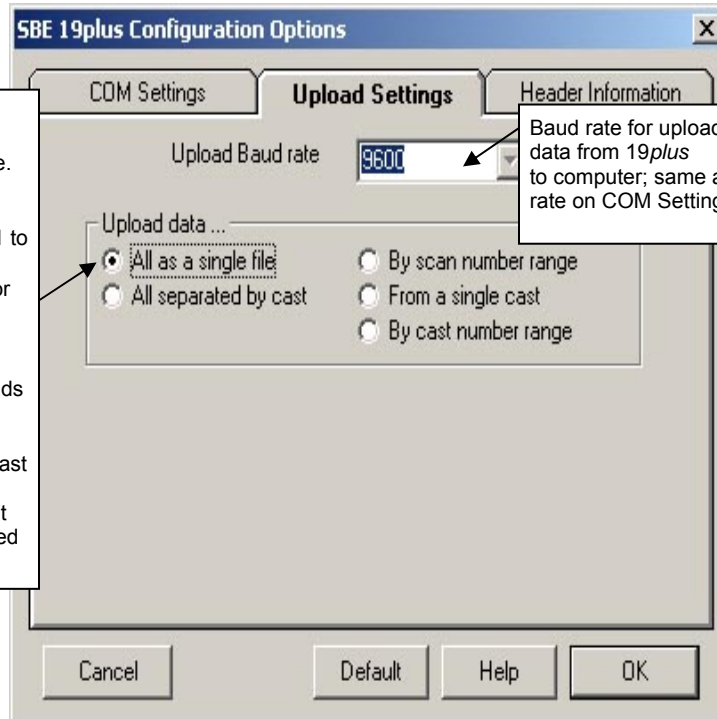 SBE 19plus Configuration Options
COM Settings
Upload Settings
Header Information
Upload Baud rate
9600
Baud rate for
data from 19plus
to computer; same
rate on COM
Upload data ...
All as a single file
All separated by cast
By scan number range
From a single cast
By cast number range
to
Cancel
Default
Help
OK